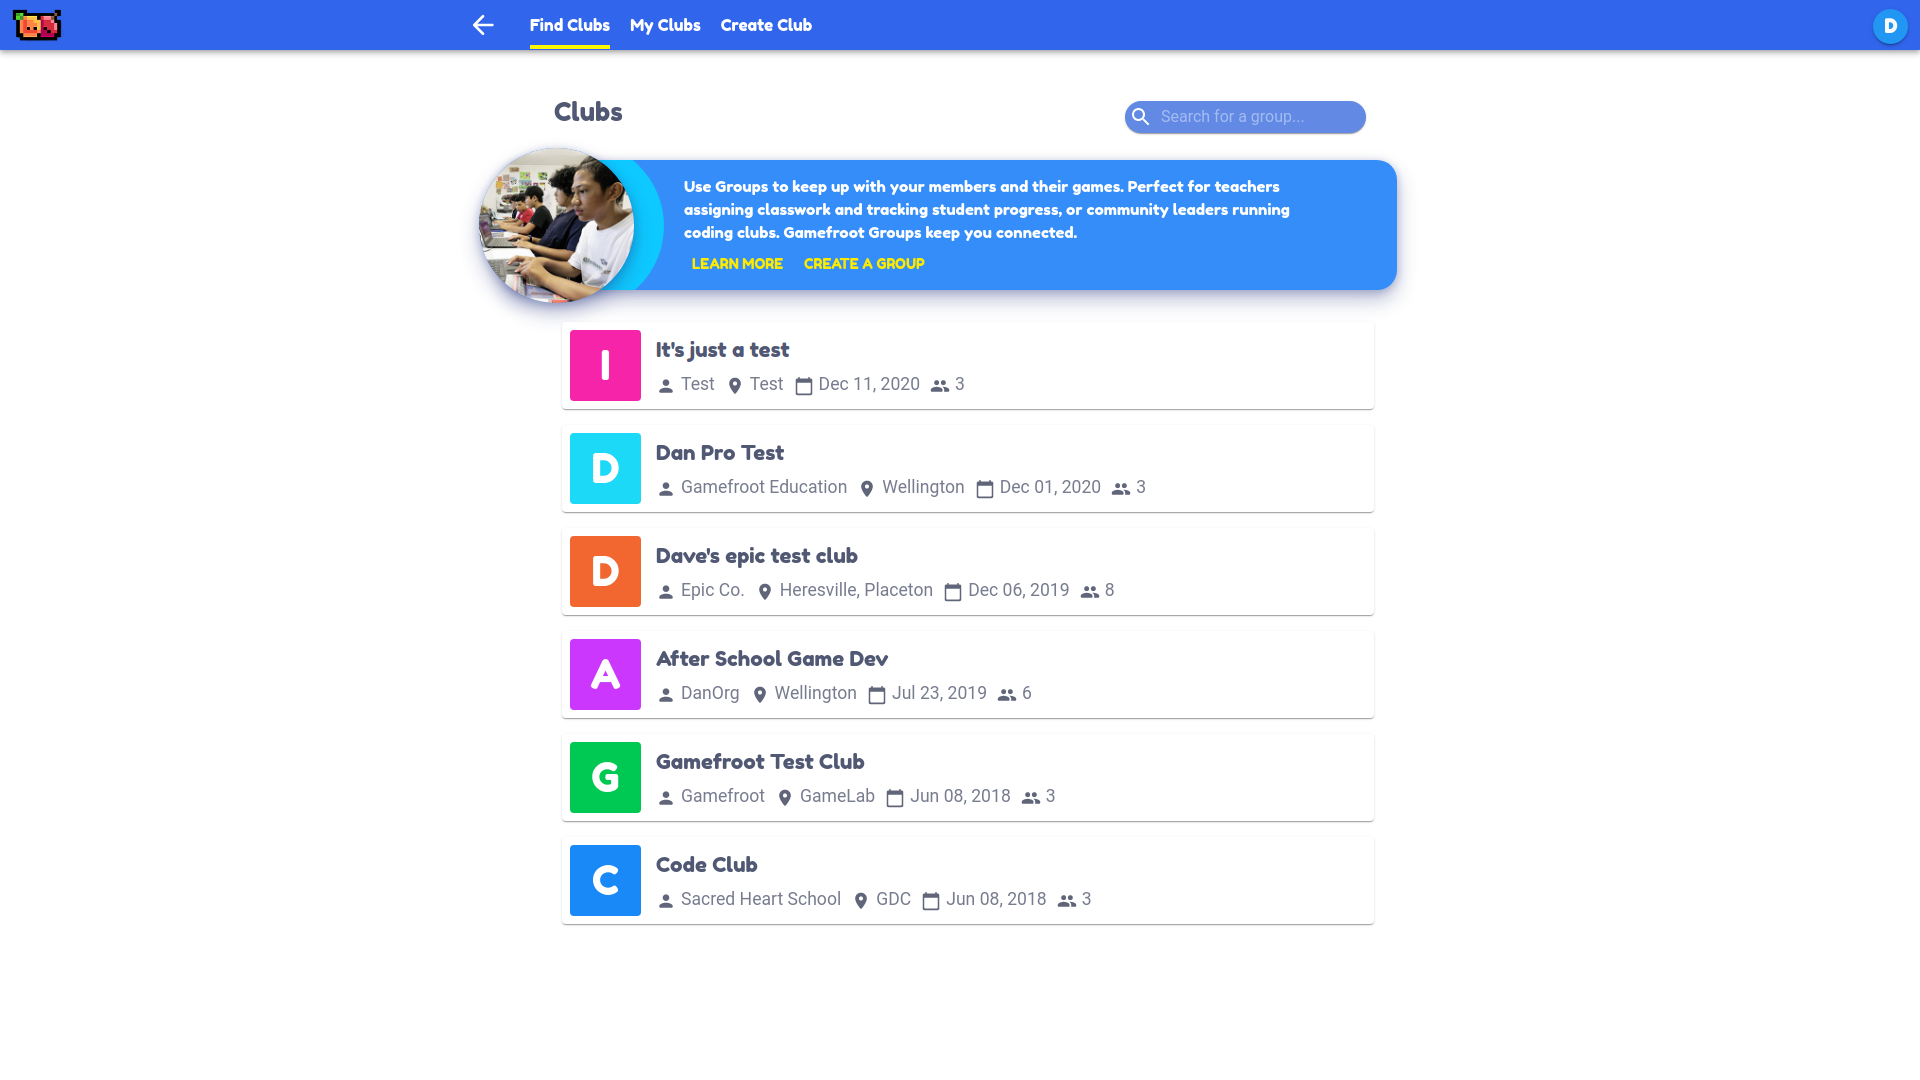 Find Clubs My Clubs Create Club
D
Clubs
Search for a group...
Use Groups to keep up with your members and their games. Perfect for teachers
assigning classwork and tracking student progress, or community leaders running
coding clubs. Gamefroot Groups keep you connected.
LEARN MORE CREATE A GROUP
I
It's just a test
Test Test Dec 11, 2020 3
D
Dan Pro Test
Gamefroot Education Wellington Dec 01, 2020 3
D
Dave's epic test club
Epic Co. Heresville, Placeton Dec 06, 2019 8
A
After School Game Dev
DanOrg Wellington Jul 23, 2019 6
G
Gamefroot Test Club
Gamefroot GameLab Jun 08, 2018 3
C
Code Club
Sacred Heart School GDC Jun 08, 2018 3